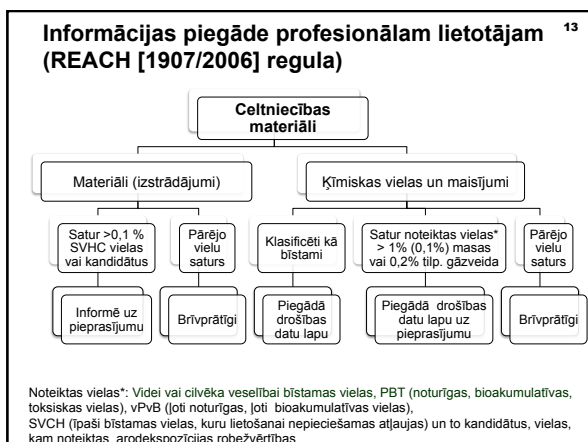 Informācijas piegāde profesionālam lietotājam
(REACH [1907/2006] regula)
13
Celtniecības
materiāli
Materiāli (izstrādājumi)
Ķīmiskas vielas un maisījumi
Satur >0,1 %
SVHC vielas
vai kandidātus
Pārējo
vielu
saturs
Klasificēti kā
bīstami
Satur noteiktas vielas*
> 1% (0,1%) masas
vai 0,2% tilp. gāzveida
Pārējo
vielu
saturs
Informē uz
pieprasījumu
Brīvprātīgi
Piegādā
drošības
datu lapu
Piegādā drošības
datu lapu uz
pieprasījumu
Brīvprātīgi
Noteiktas vielas*: Videi vai cilvēka veselībai bīstamas vielas, PBT (noturīgas, bioakumulatīvas,
toksiskas vielas), vPvB (ļoti noturīgas, ļoti bioakumulatīvas vielas),
SVCH (īpaši bīstamas vielas, kuru lietošanai nepieciešamas atļaujas) un to kandidātus, vielas,
kam noteiktas arodekspozīcijas robežvērtības